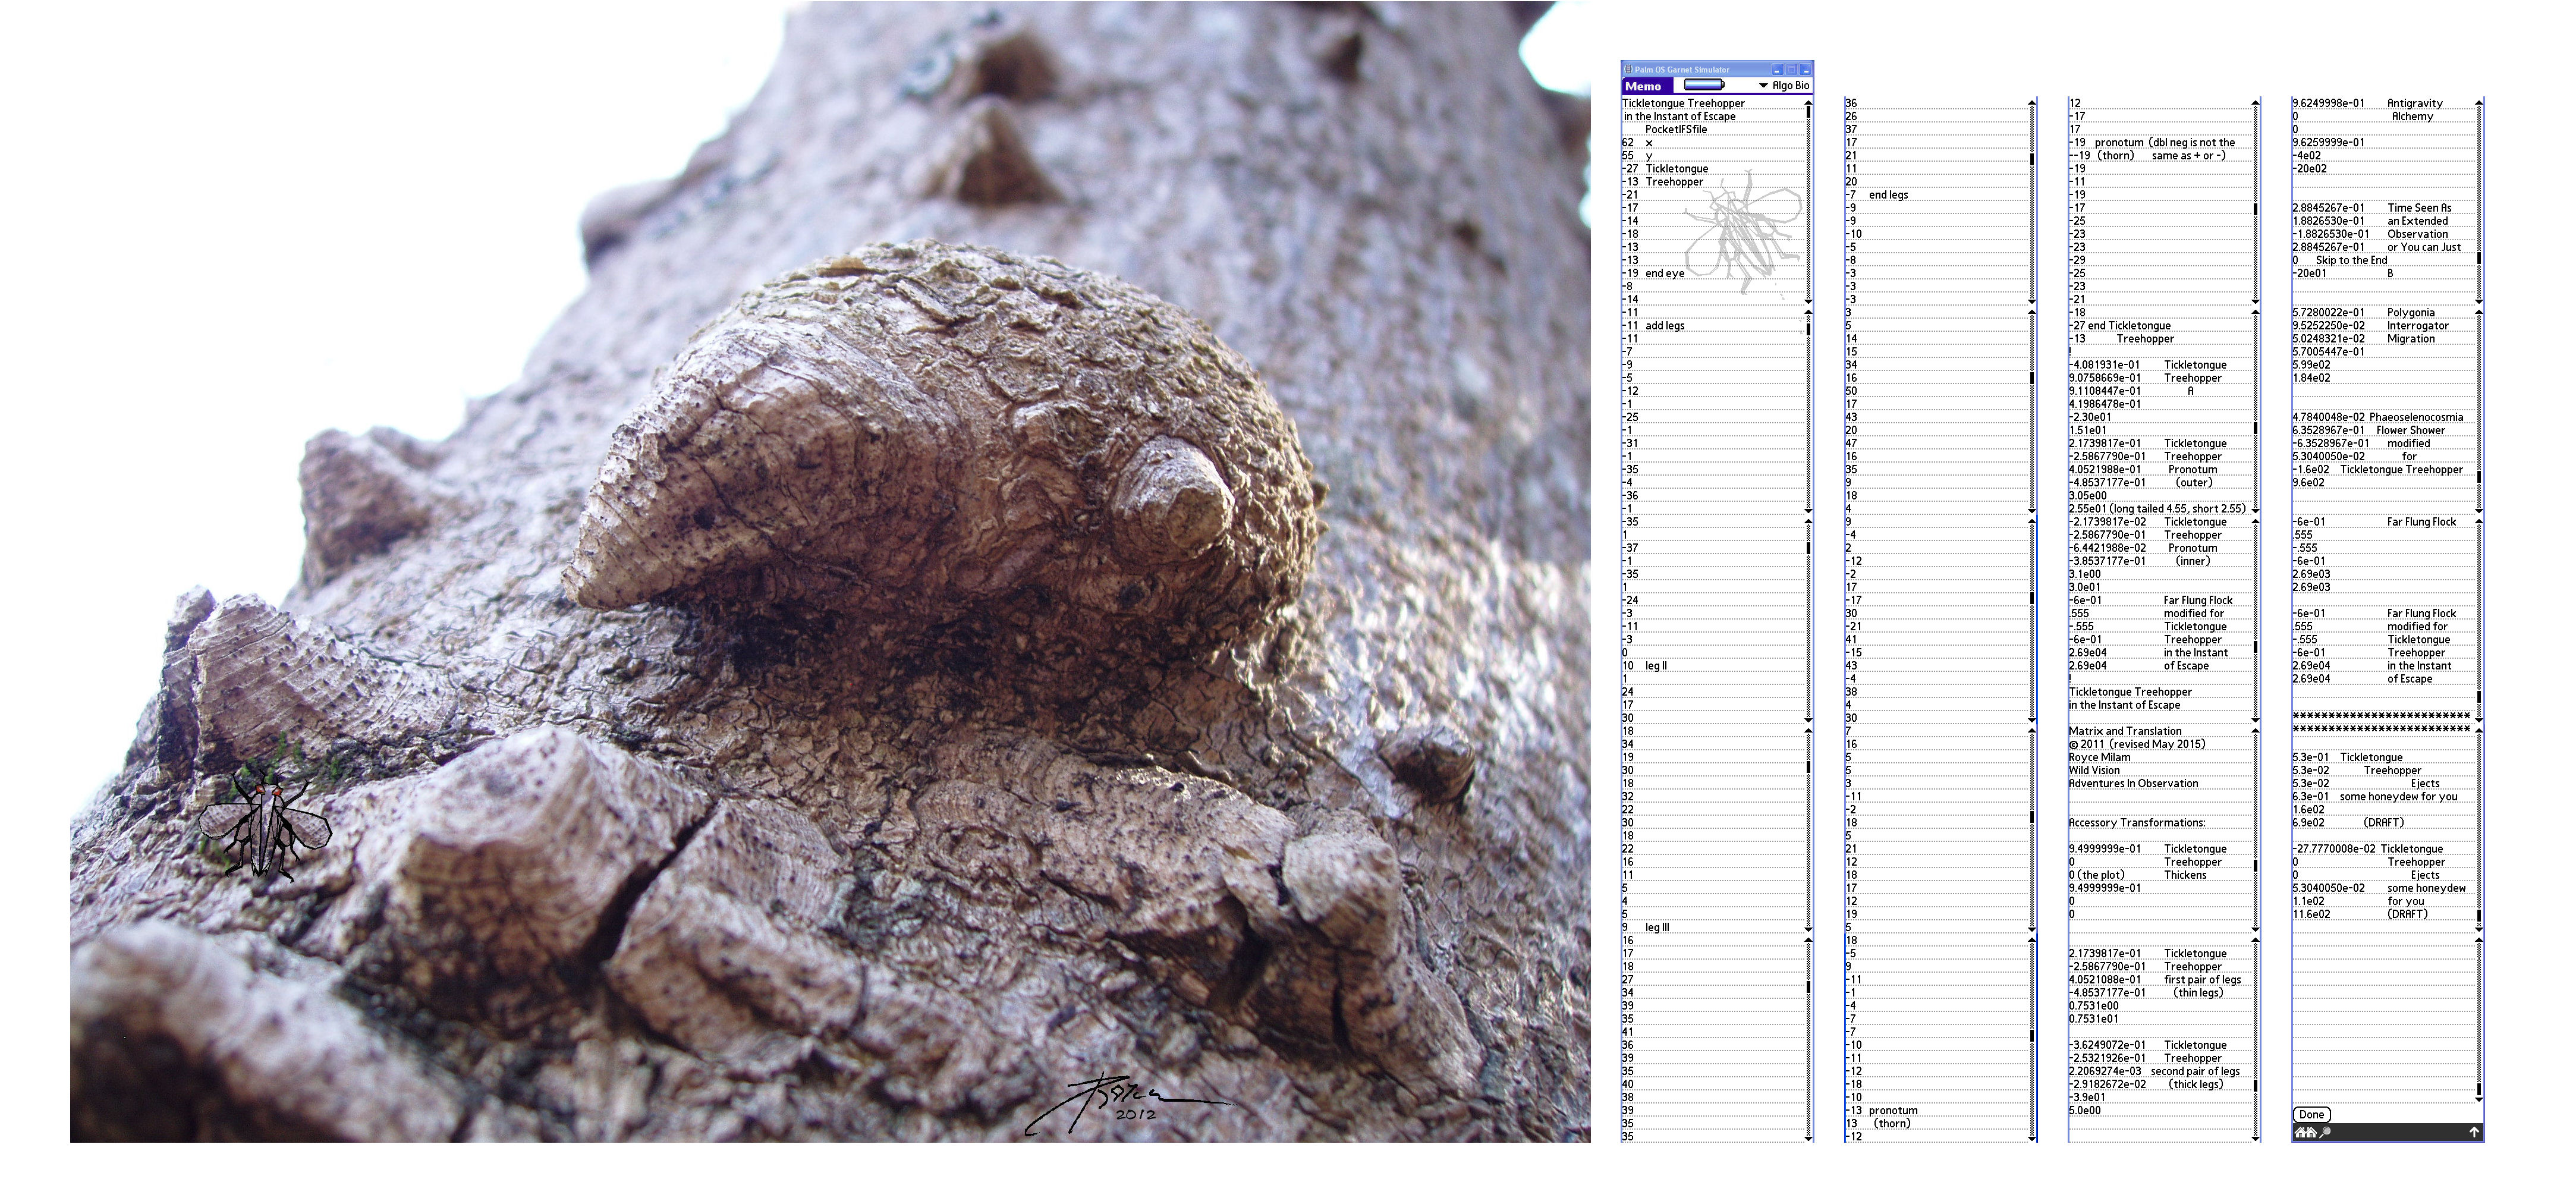 Palm OS Garnet Simulator
Memo
Algo Bio
Tickletongue Treehopper
in the Instant of Escape
PocketIFSfile
62 x
55 y
-27 Tickletongue
-13 Treehopper
-21
-17
-14
-18
-13
-13
-19 end eye
-8
-14
-11
-11 add legs
-11
-7
-9
-5
-12
-1
-25
-1
-31
-1
-35
-4
-36
-1
-35
1
-37
-1
-35
1
-24
-3
-11
-3
0
10 leg II
1
24
17
30
18
34
19
30
18
32
22
30
18
22
16
11
5
4
5
9 leg III
16
17
18
27
34
39
35
41
36
39
35
40
38
39
35
35
36
26
37
17
21
11
20
-7 end legs
-9
-9
-10
-5
-8
-3
-3
-3
3
5
14
15
34
16
50
17
43
20
47
16
35
9
18
4
9
-4
2
-12
-2
17
-17
30
-21
41
-15
43
-4
38
4
30
7
16
5
5
3
-11
-2
18
5
21
12
18
17
12
19
5
18
-5
9
-11
-1
-4
-7
-7
-10
-11
-12
-18
-10
-13 pronotum
13 (thorn)
-12
12
-17
17
-19 pronotum (dbl neg is not the
--19 (thorn) same as + or -)
-19
-11
-19
-17
-25
-23
-23
-29
-25
-23
-21
-18
-27 end Tickletongue
-13 Treehopper
!
-4.081931e-01 Tickletongue
9.0758669e-01 Treehopper
9.1108447e-01 A
4.1986478e-01
-2.30e01
1.51e01
2.1739817e-01 Tickletongue
-2.5867790e-01 Treehopper
4.0521988e-01 Pronotum
-4.8537177e-01 (outer)
3.05e00
2.55e01 (long tailed 4.55, short 2.55)
-2.1739817e-02 Tickletongue
-2.5867790e-01 Treehopper
-6.4421988e-02 Pronotum
-3.8537177e-01 (inner)
3.1e00
3.0e01
-6e-01 Far Flung Flock
.555 modified for
-.555 Tickletongue
-6e-01 Treehopper
2.69e04 in the Instant
2.69e04 of Escape
!
Tickletongue Treehopper
in the Instant of Escape
Matrix and Translation
© 2011 (revised May 2015)
Royce Milam
Wild Vision
Adventures In Observation
Accessory Transformations:
9.4999999e-01 Tickletongue
0 Treehopper
0 (the plot) Thickens
9.4999999e-01
0
0
2.1739817e-01 Tickletongue
-2.5867790e-01 Treehopper
4.0521088e-01 first pair of legs
-4.8537177e-01 (thin legs)
0.7531e00
0.7531e01
-3.6249072e-01 Tickletongue
-2.5321926e-01 Treehopper
2.2069274e-03 second pair of legs
-2.9182672e-02 (thick legs)
-3.9e01
5.0e00
9.6249998e-01 Antigravity
0 Alchemy
0
9.6259999e-01
-4e02
-20e02
2.8845267e-01 Time Seen As
1.8826530e-01 an Extended
-1.8826530e-01 Observation
2.8845267e-01 or You can Just
0 Skip to the End
-20e01 B
5.7280022e-01 Polygonia
9.5252250e-02 Interrogator
5.0248321e-02 Migration
5.7005447e-01
5.99e02
1.84e02
4.7840048e-02 Phaeoselenocosmia
6.3528967e-01 Flower Shower
-6.3528967e-01 modified
5.3040050e-02 for
-1.6e02 Tickletongue Treehopper
9.6e02
-6e-01 Far Flung Flock
.555
-.555
-6e-01
2.69e03
2.69e03
-6e-01 Far Flung Flock
.555 modified for
-.555 Tickletongue
-6e-01 Treehopper
2.69e04 in the Instant
2.69e04 of Escape
*************************
*************************
5.3e-01 Tickletongue
5.3e-02 Treehopper
5.3e-02 Ejects
6.3e-01 some honeydew for you
1.6e02
6.9e02 (DRAFT)
-27.7770008e-02 Tickletongue
0 Treehopper
0 Ejects
5.3040050e-02 some honeydew
1.1e02 for you
11.6e02 (DRAFT)
Done
2012